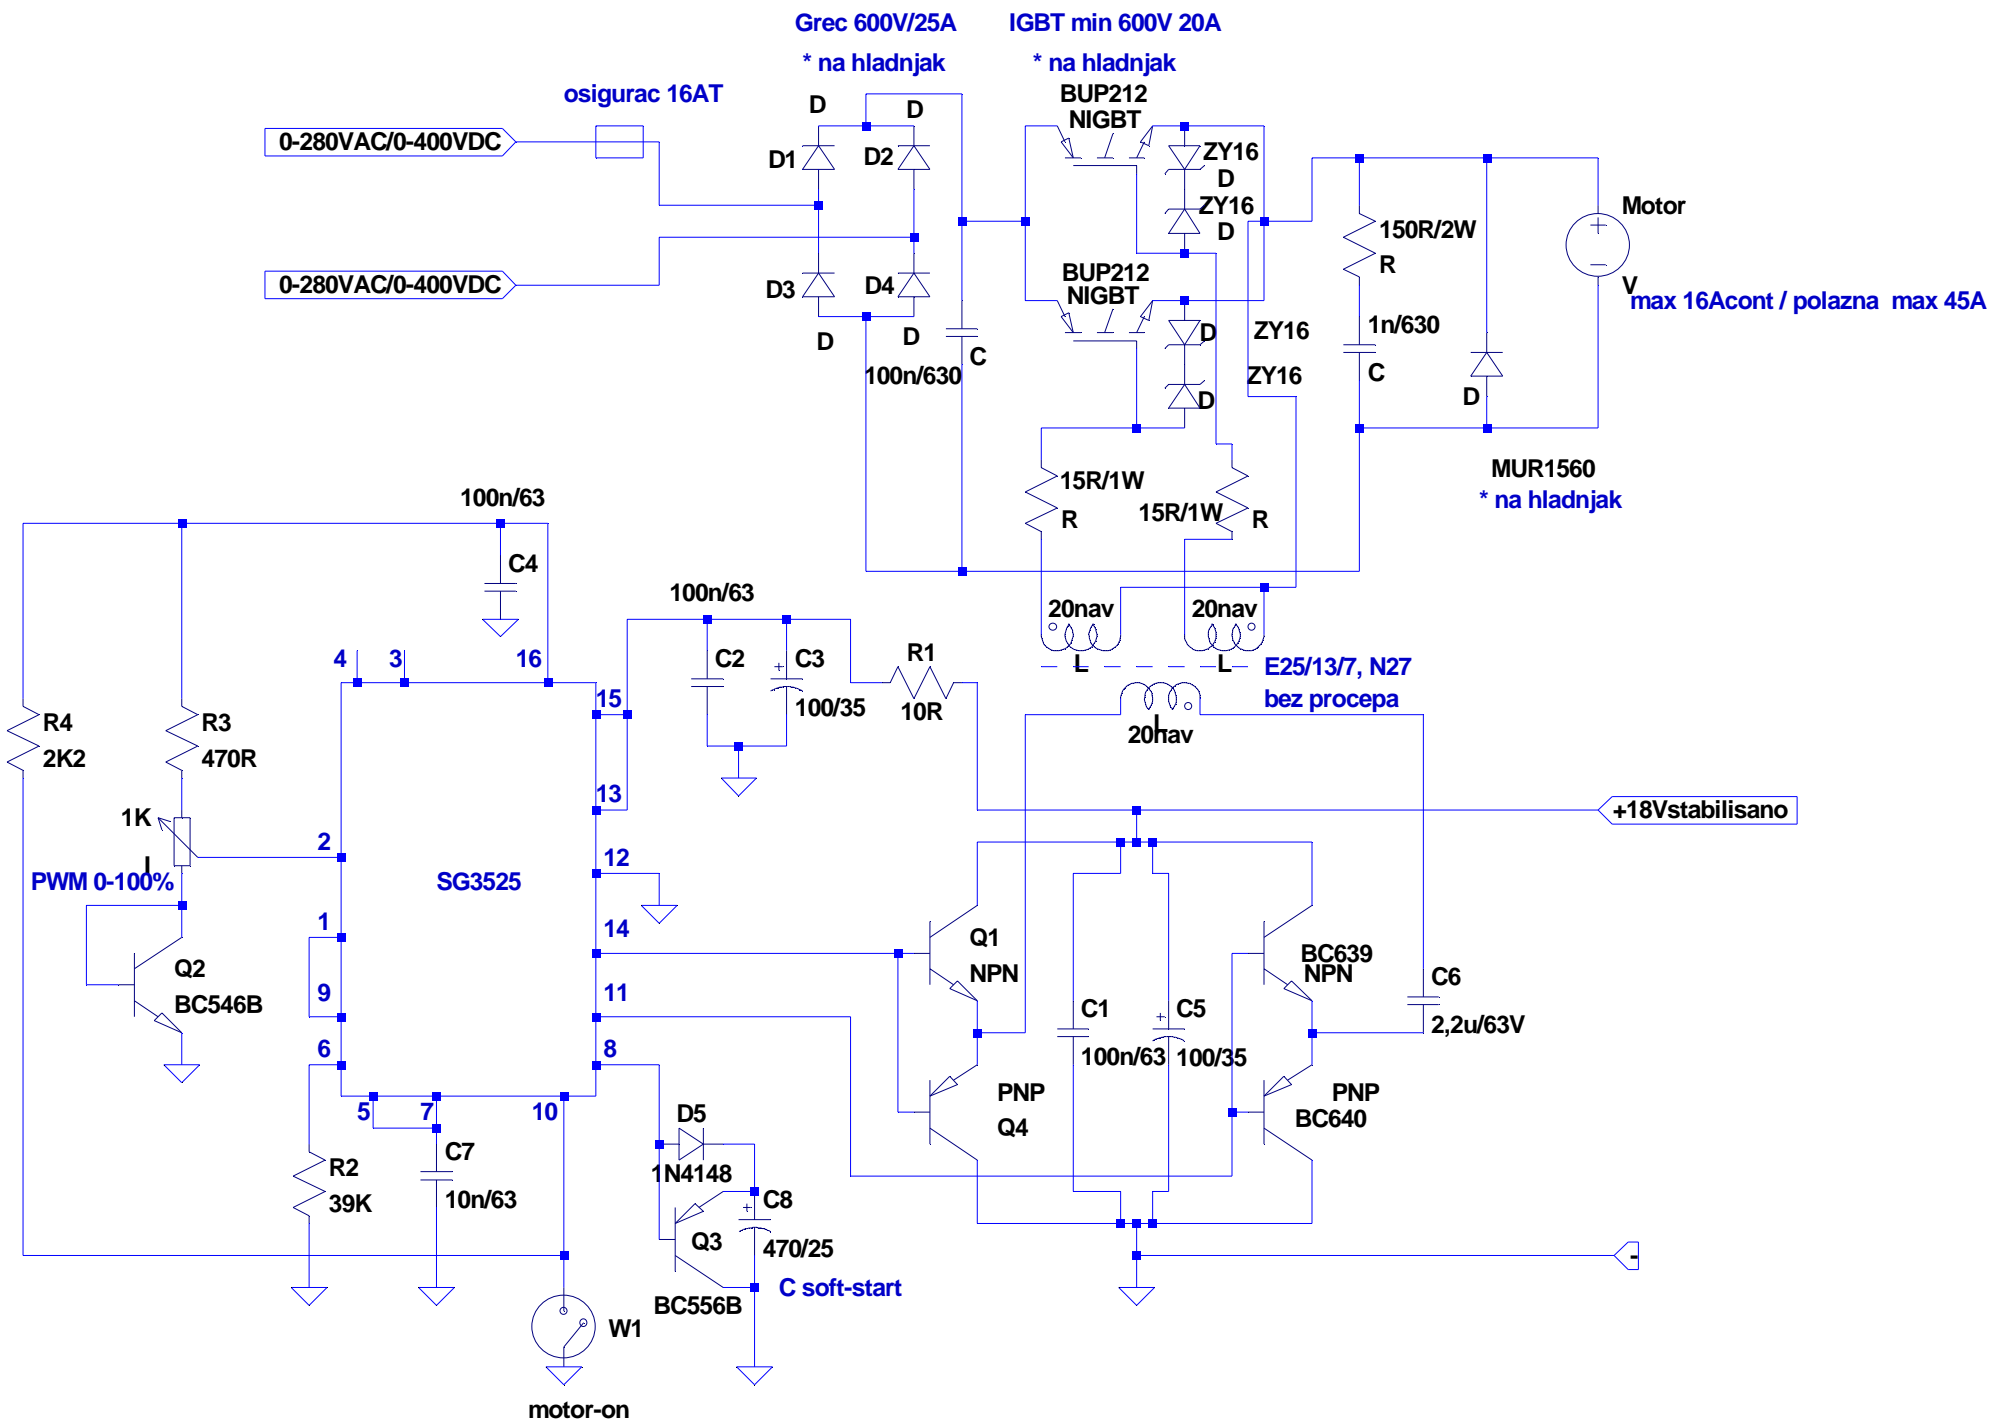 Grec 600V/25A
IGBT min 600V 20A
* na hladnjak
* na hladnjak
osigurac 16AT
BUP212
NIGBT
D
D
0-280VAC/0-400VDC
D1
D2
ZY16
D
ZY16
D
Motor
150R/2W
R
0-280VAC/0-400VDC
D3
D4
BUP212
NIGBT
V
max 16Acont / polazna max 45A
D
D
C
100n/630
D
ZY16
1n/630
ZY16
C
D
D
MUR1560
* na hladnjak
15R/1W
R
15R/1W
R
100n/63
C4
100n/63
20nav
20nav
L
L
E25/13/7, N27
bez procepa
4
3
16
15
C2
C3
100/35
R1
10R
20nav
L
R4
2K2
R3
470R
13
+18Vstabilisano
1K
2
12
PWM 0-100%
SG3525
1
14
Q1
NPN
BC639
NPN
Q2
BC546B
9
11
C1
100n/63
C5
100/35
C6
2,2u/63V
6
8
5
7
10
D5
1N4148
PNP
Q4
PNP
BC640
R2
39K
C7
10n/63
C8
470/25
Q3
BC556B
C soft-start
-
W1
motor-on